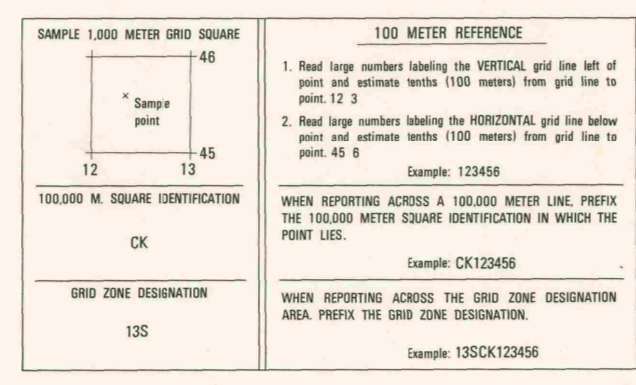 SAMPLE 1,000 METER GRID SQUARE
46
×
Sample
point
45
12 13
100,000 M. SQUARE IDENTIFICATION
CK
GRID ZONE DESIGNATION
13S
100 METER REFERENCE
1. Read large numbers labeling the VERTICAL grid line left of
point and estimate tenths (100 meters) from grid line to
point. 12 3
2. Read large numbers labeling the HORIZONTAL grid line below
point and estimate tenths (100 meters) from grid line to
point. 45 6
Example: 123456
WHEN REPORTING ACROSS A 100,000 METER LINE, PREFIX
THE 100,000 METER SQUARE IDENTIFICATION IN WHICH THE
POINT LIES.
Example: CK123456
WHEN REPORTING ACROSS THE GRID ZONE DESIGNATION
AREA. PREFIX THE GRID ZONE DESIGNATION.
Example: 13SCK123456